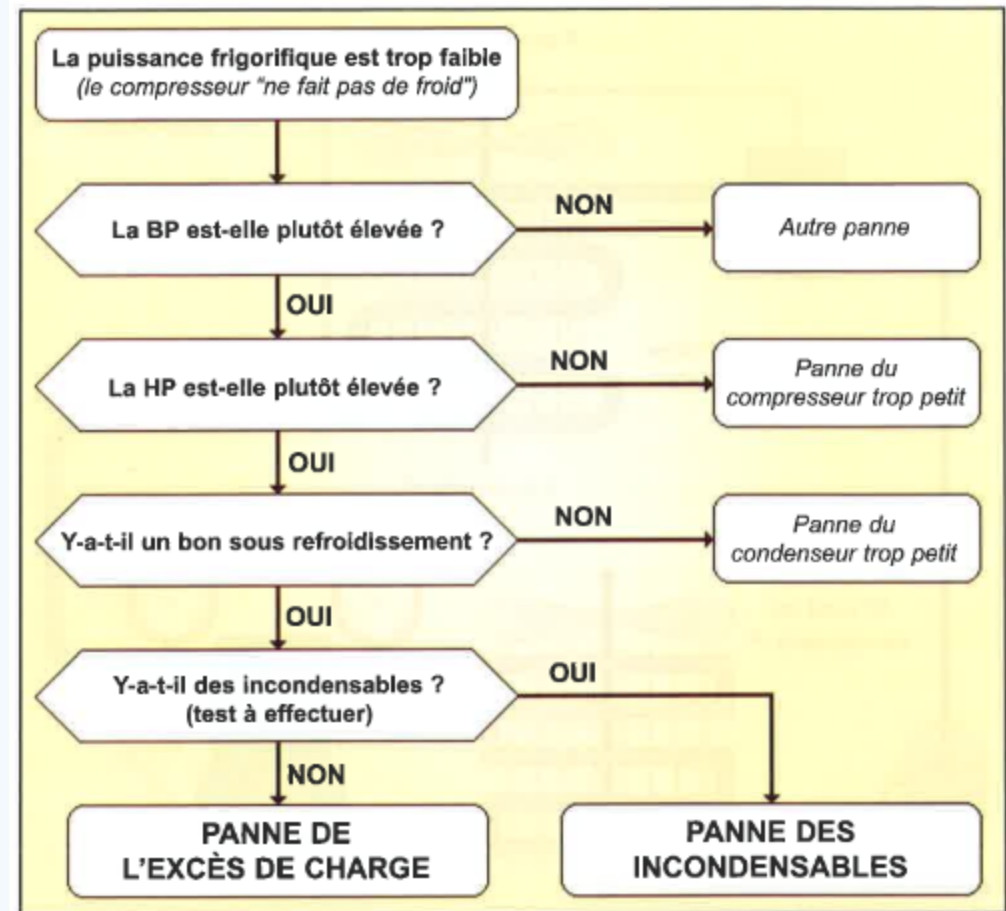 La puissance frigorifique est trop faible
(le compresseur "ne fait pas de froid")
La BP est-elle plutôt élevée ?
NON
Autre panne
OUI
La HP est-elle plutôt élevée ?
NON
Panne du
compresseur trop petit
OUI
Y-a-t-il un bon sous refroidissement ?
NON
Panne du
condenseur trop petit
OUI
Y-a-t-il des incondensables ?
(test à effectuer)
OUI
NON
PANNE DE
L'EXCÈS DE CHARGE
PANNE DES
INCONDENSABLES